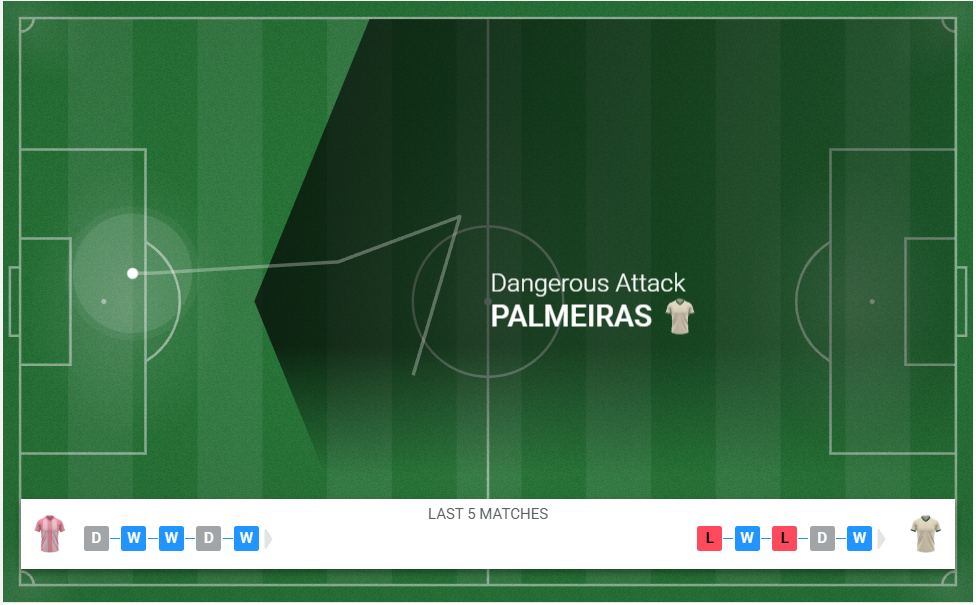 Dangerous Attack
PALMEIRAS
LAST 5 MATCHES
D W W D W
L W L D W